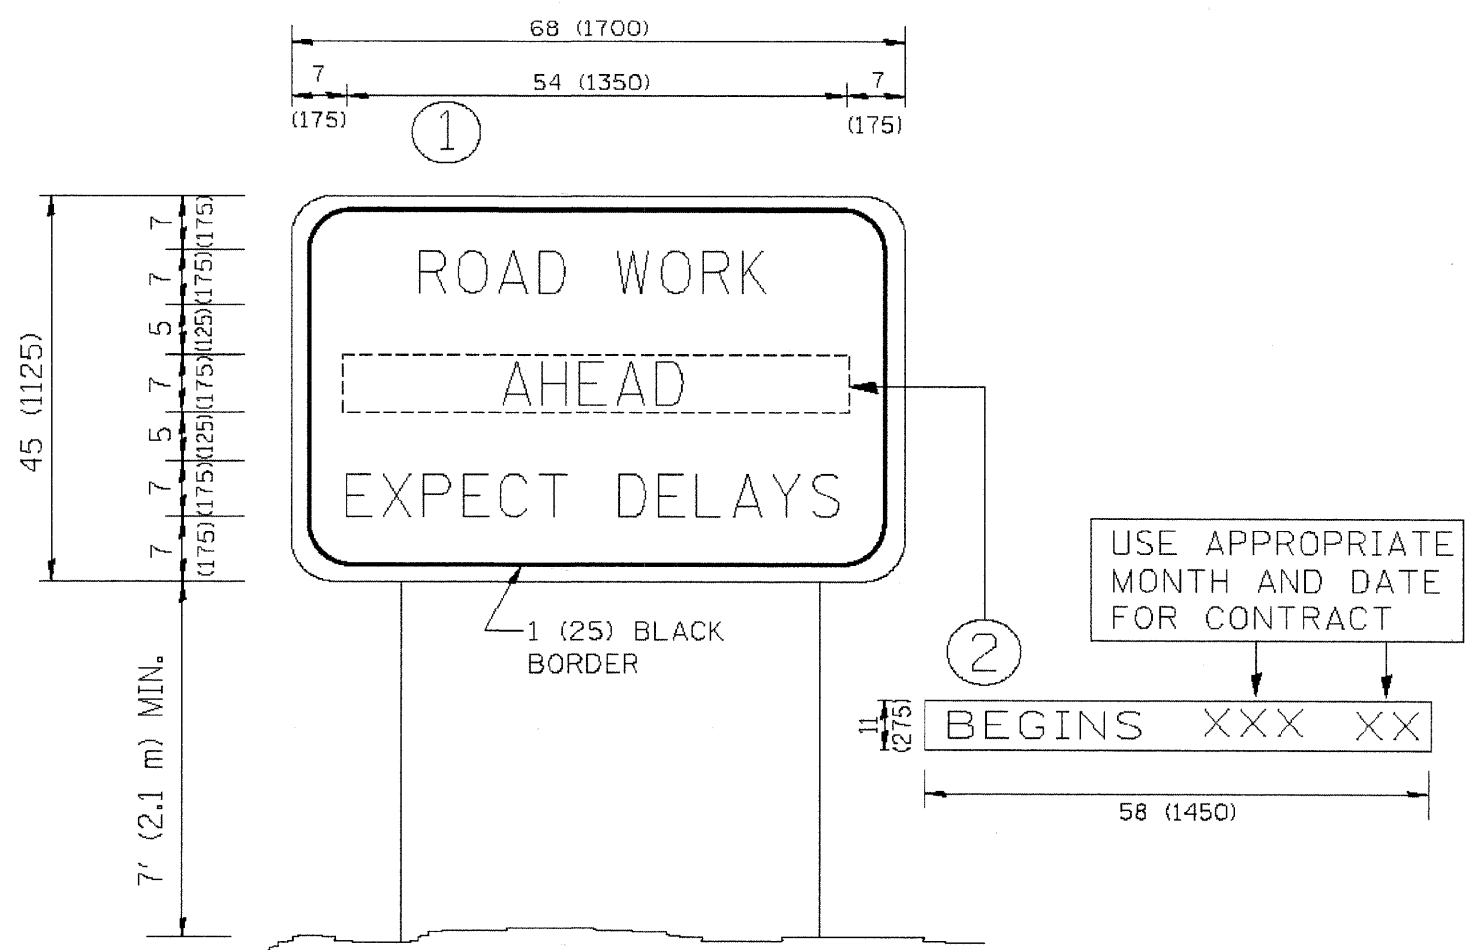 68 (1700)
7
54 (1350)
7
(175)
(175)
1
45 (1125)
7
(175)
7
(175)
5
(125)
7
(175)
5
(125)
7
(175)
7
(175)
ROAD WORK
AHEAD
EXPECT DELAYS
1 (25) BLACK
BORDER
7' (2.1 m) MIN.
2
USE APPROPRIATE
MONTH AND DATE
FOR CONTRACT
11
(275)
BEGINS XXX XX
58 (1450)